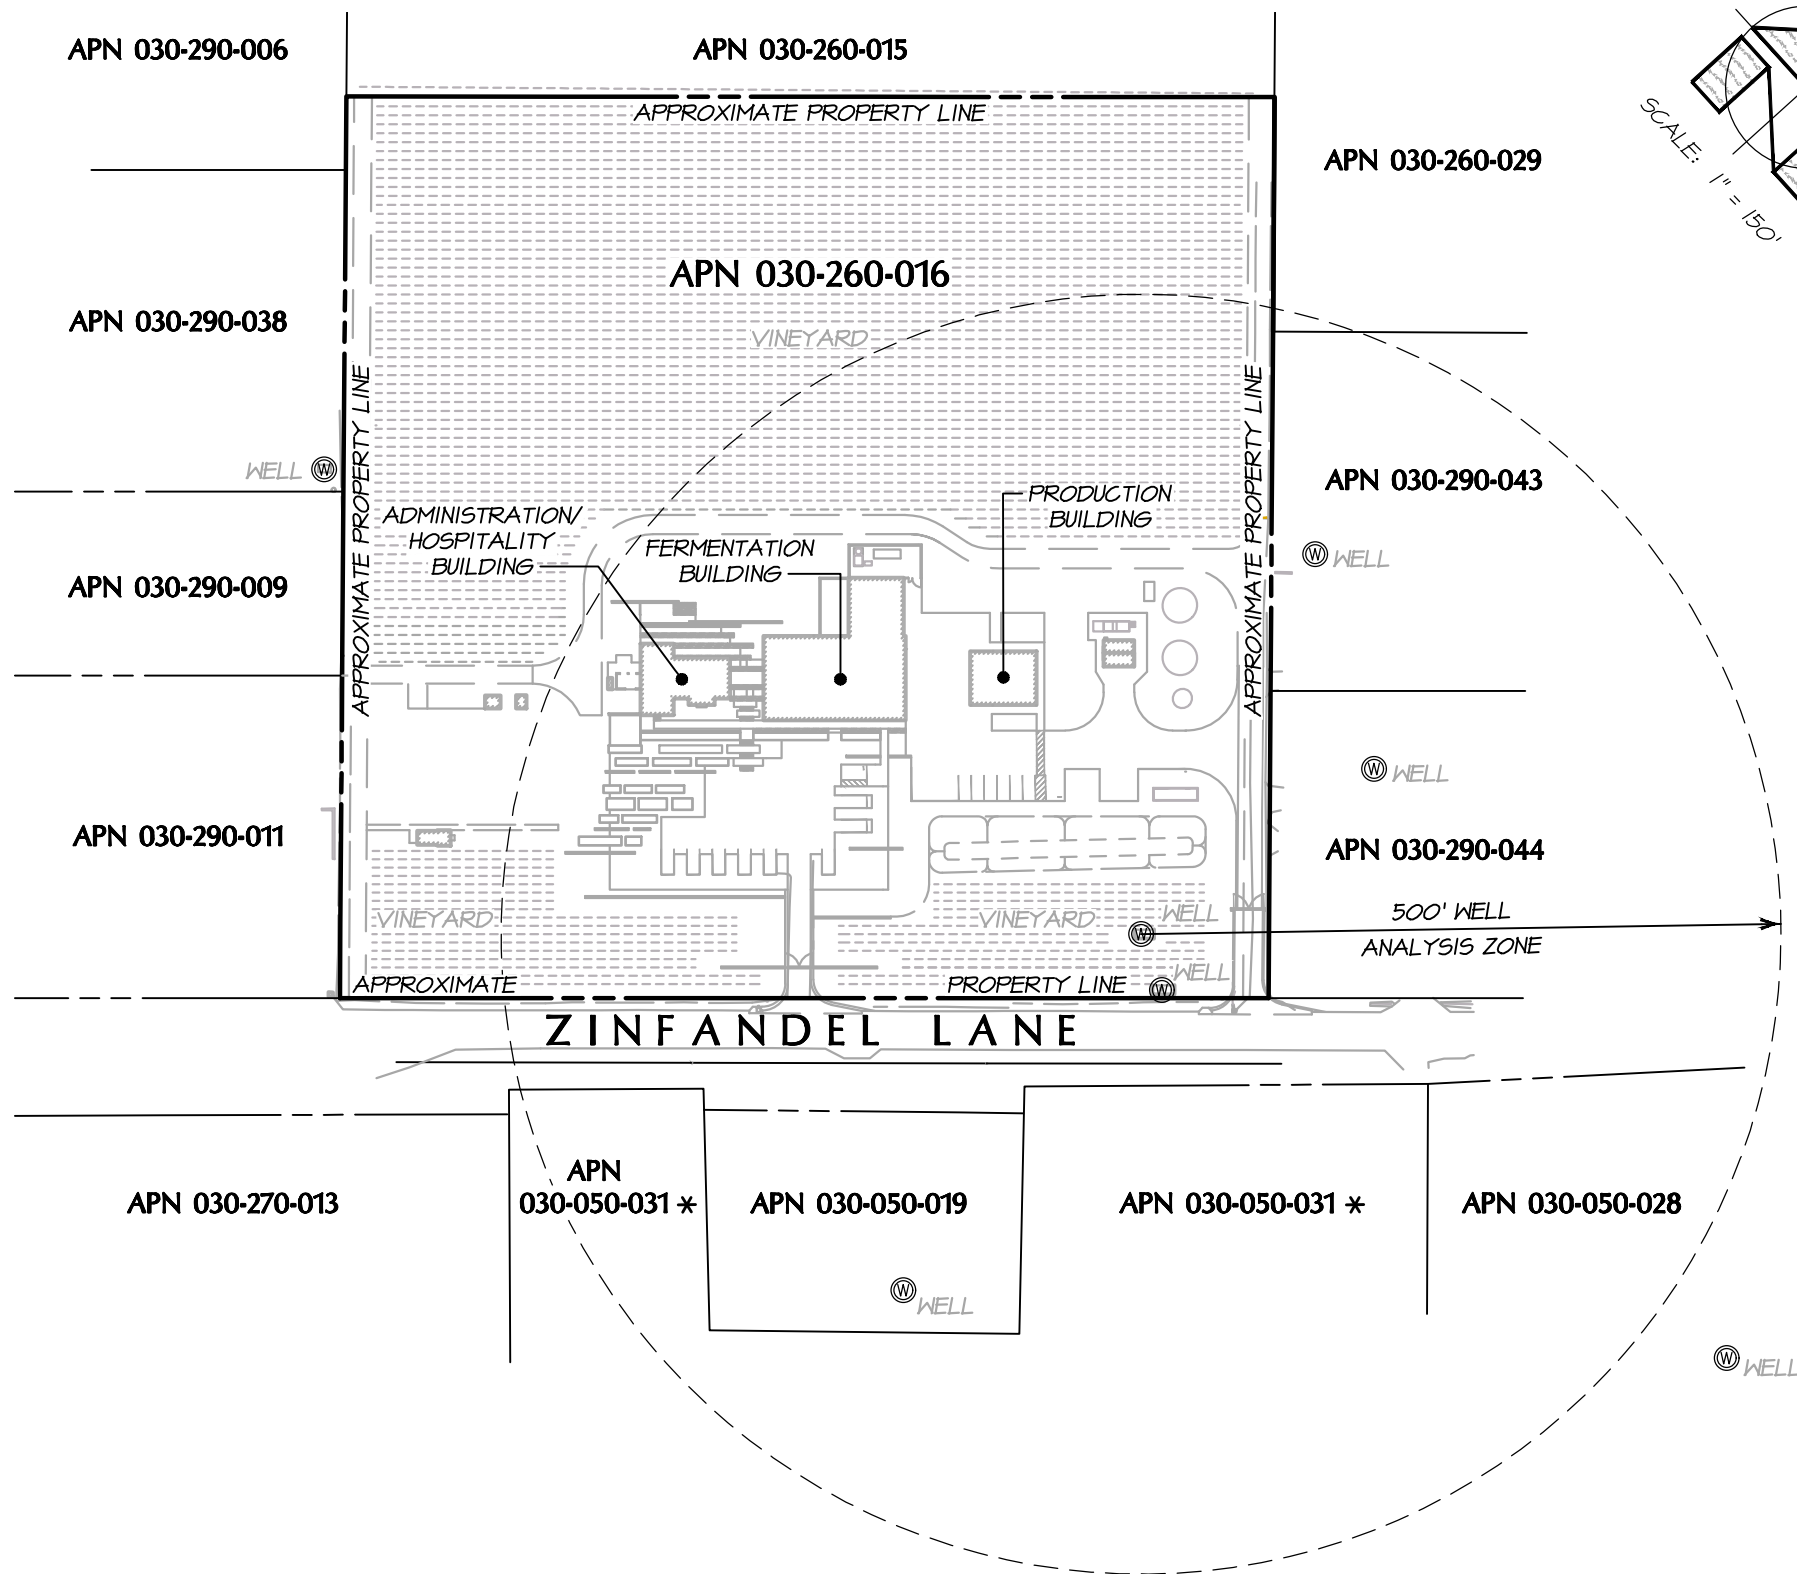 APN 030-290-006
APN 030-260-015
SCALE: 1" = 150'
APPROXIMATE PROPERTY LINE
APN 030-260-029
APN 030-260-016
VINEYARD
APN 030-290-038
APPROXIMATE PROPERTY LINE
APPROXIMATE PROPERTY LINE
WELL W
APN 030-290-043
ADMINISTRATION/
HOSPITALITY
BUILDING
FERMENTATION
BUILDING
PRODUCTION
BUILDING
W WELL
APN 030-290-009
W WELL
APN 030-290-011
APN 030-290-044
VINEYARD
VINEYARD
WELL
W
500' WELL
ANALYSIS ZONE
WELL
W
APPROXIMATE
PROPERTY LINE
ZINFANDEL LANE
APN 030-270-013
APN
030-050-031 *
APN 030-050-019
APN 030-050-031 *
APN 030-050-028
W WELL
W WELL